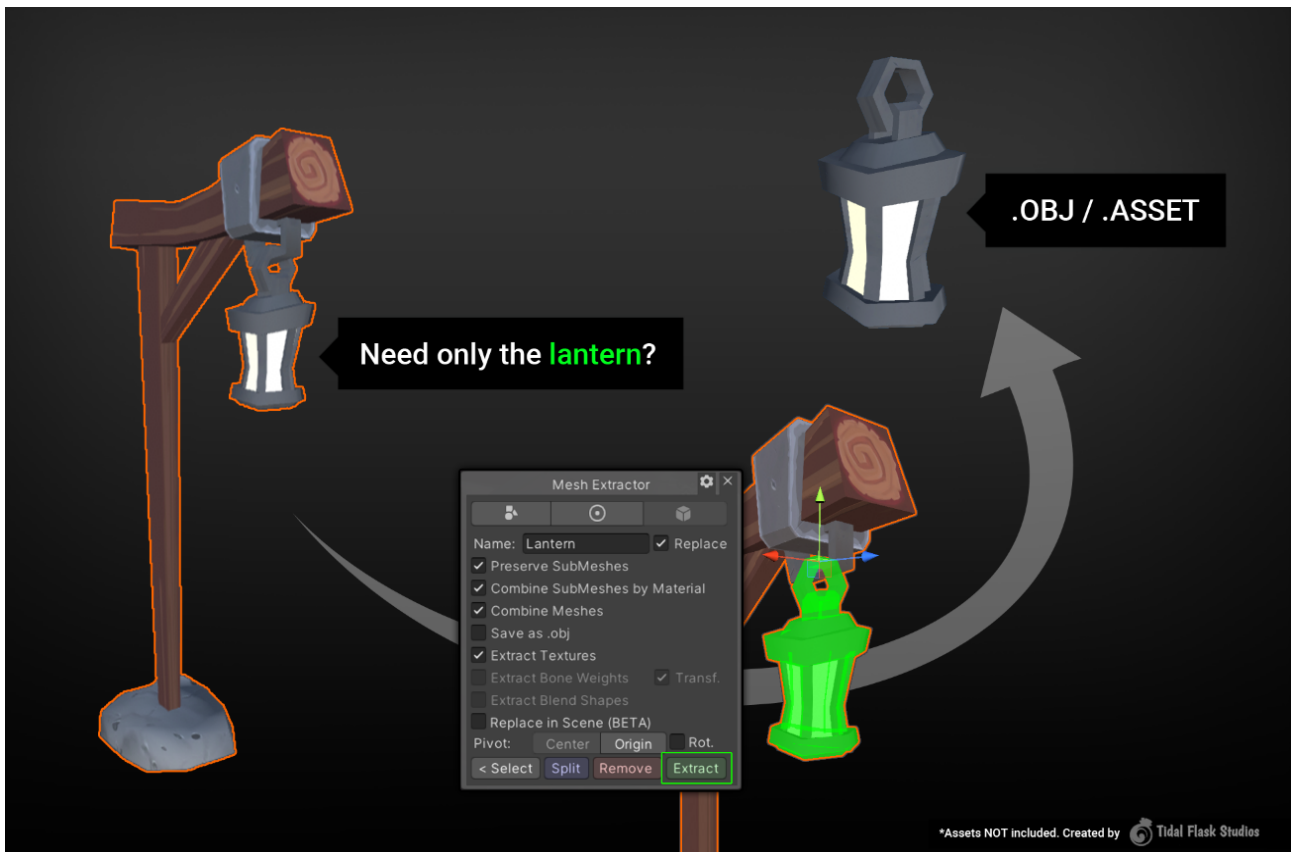 .OBJ / .ASSET
Need only the lantern?
Mesh Extractor
Name: Lantern Replace
Preserve SubMeshes
Combine SubMeshes by Material
Combine Meshes
Save as .obj
Extract Textures
Extract Bone Weights Transf.
Extract Blend Shapes
Replace in Scene (BETA)
Pivot: Center Origin Rot.
< Select Split Remove Extract
*Assets NOT included. Created by Tidal Flask Studios